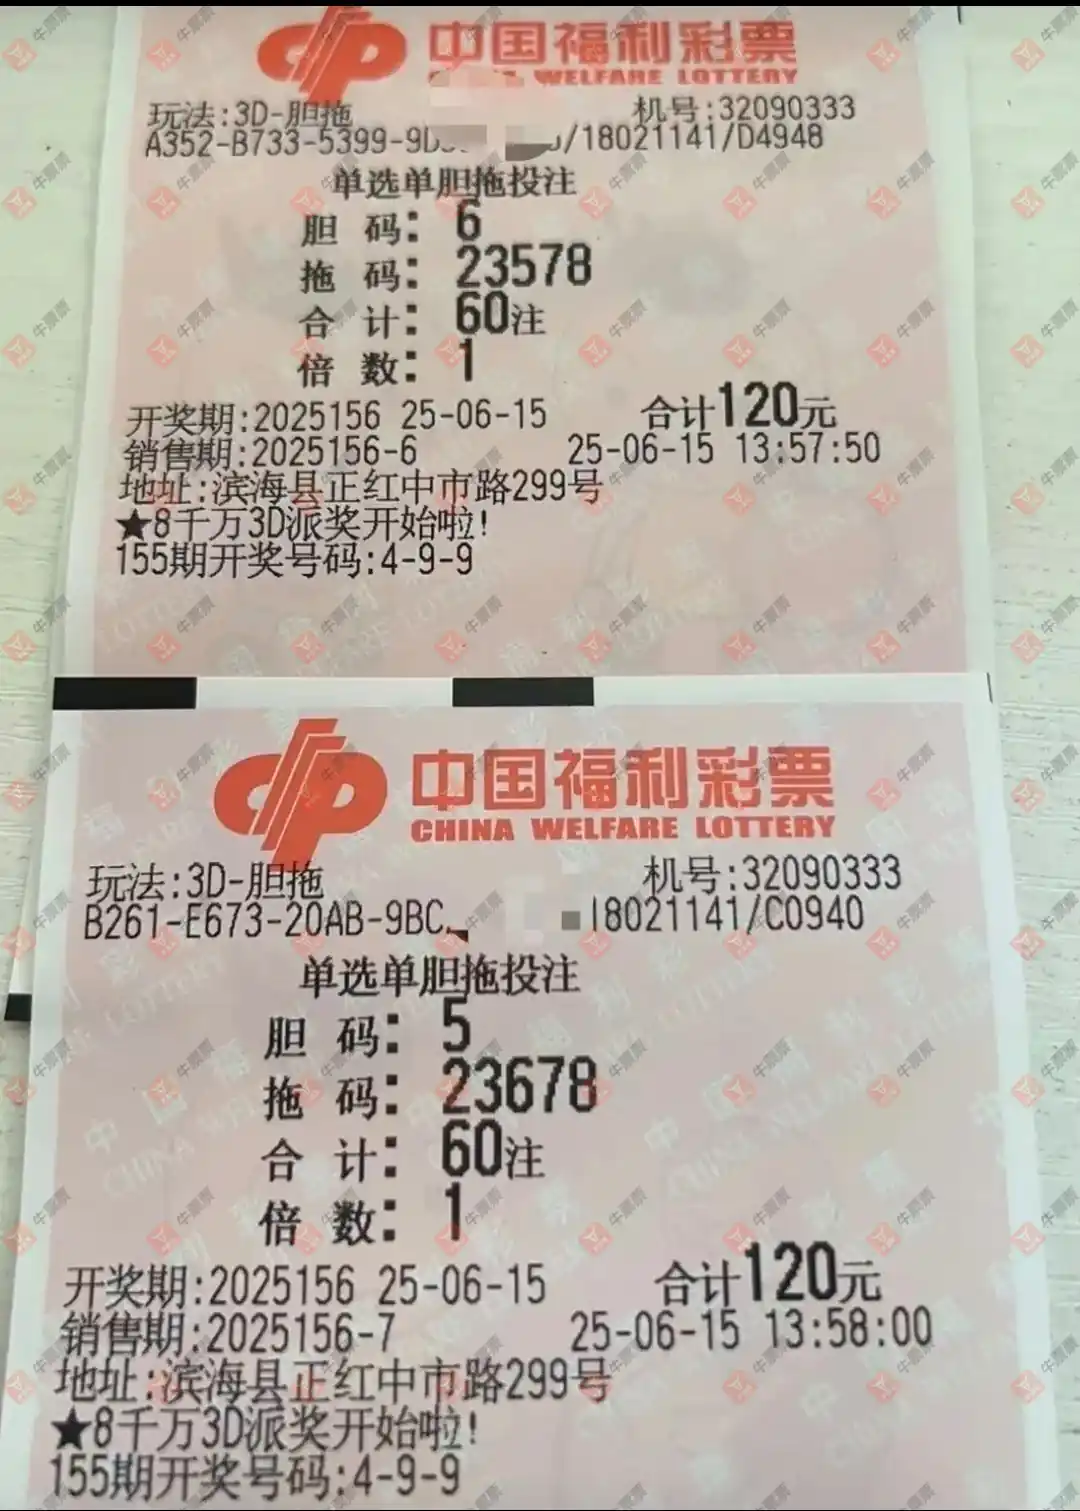 中国福利彩票
WELFARE LOTTERY
玩法:3D-胆拖 机号:32090333
A352-B733-5399-9D /18021141/D4948
单选单胆拖投注
胆 码: 6
拖 码: 23578
合 计: 60注
倍 数: 1
开奖期:2025156 25-06-15 合计120元
销售期:2025156-6 25-06-15 13:57:50
地址:滨海县正红中市路299号
★8千万3D派奖开始啦!
155期开奖号码:4-9-9
中国福利彩票
CHINA WELFARE LOTTERY
玩法:3D-胆拖 机号:32090333
B261-E673-20AB-9BC 18021141/C0940
单选单胆拖投注
胆 码: 5
拖 码: 23678
合 计: 60注
倍 数: 1
开奖期:2025156 25-06-15 合计120元
销售期:2025156-7 25-06-15 13:58:00
地址:滨海县正红中市路299号
★8千万3D派奖开始啦!
155期开奖号码:4-9-9
牛票票